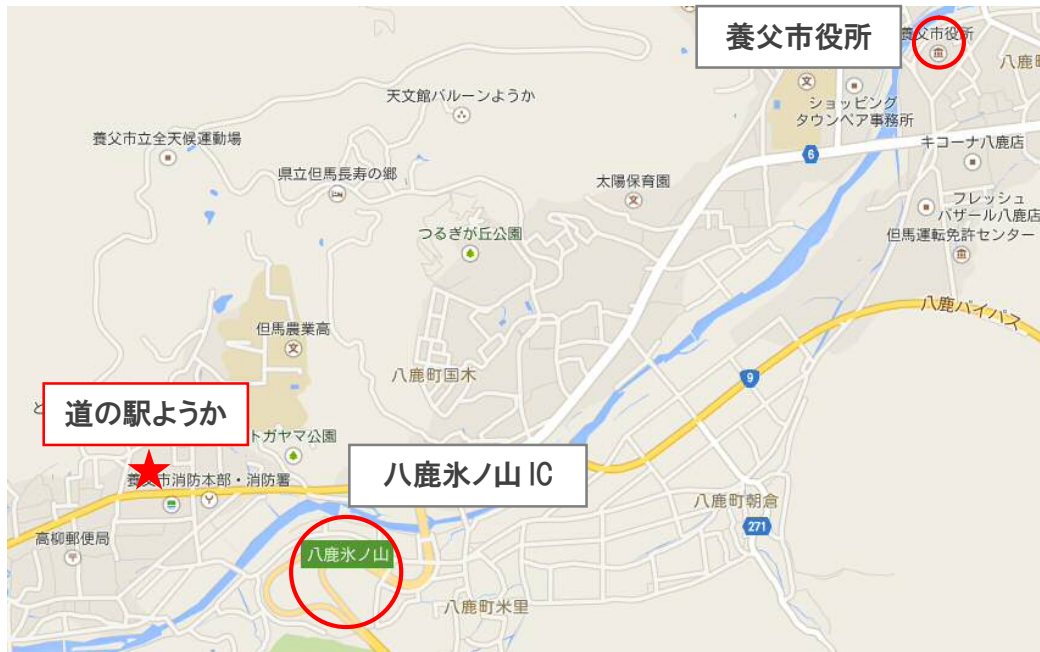 養父市役所
養父市役所
八鹿町
ショッピング
タウンペア事務所
天文館バルーンようか
養父市立全天候運動場
6
キコーナ八鹿店
県立但馬長寿の郷
太陽保育園
フレッシュ
バザール八鹿店
つるぎが丘公園
但馬運転免許センター
八鹿バイパス
但馬農業高
八鹿町国木
9
と
道の駅ようか
トガヤマ公園
八鹿氷ノ山 IC
養父市消防本部・消防署
八鹿町朝倉
271
高柳郵便局
八鹿氷ノ山
八鹿町米里